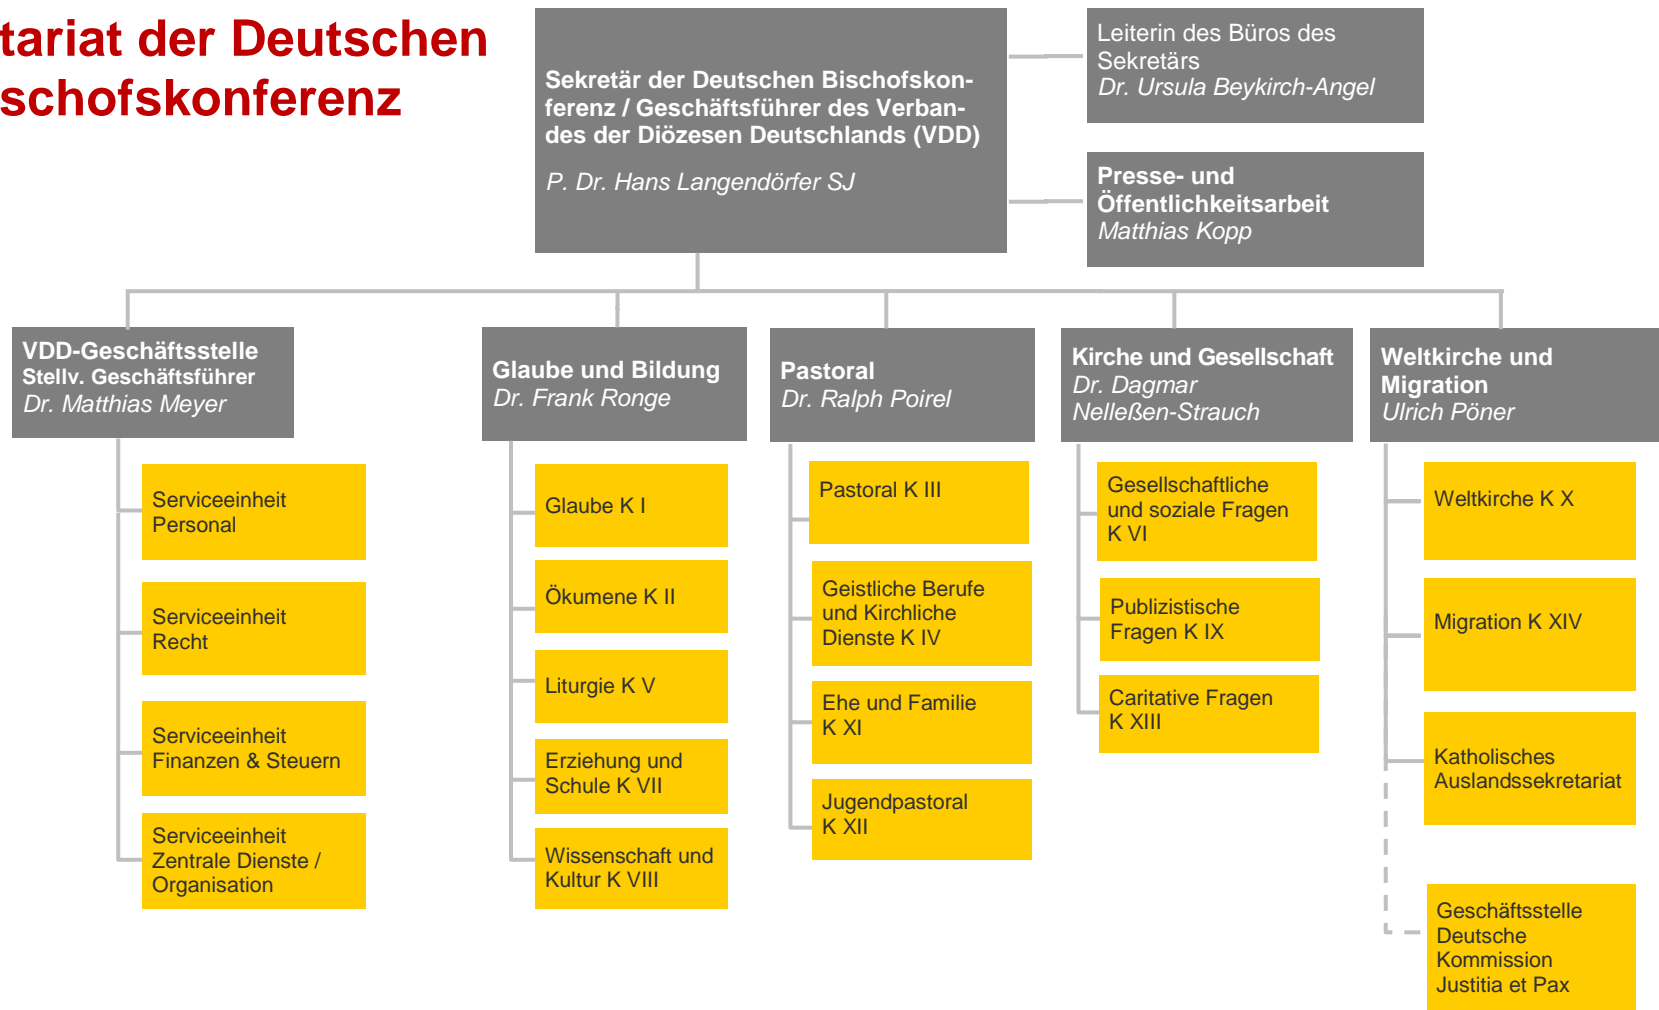 tariat der Deutschen
schofskonferenz
Sekretär der Deutschen Bischofskon-
ferenz / Geschäftsführer des Verban-
des der Diözesen Deutschlands (VDD)
P. Dr. Hans Langendörfer SJ
Leiterin des Büros des
Sekretärs
Dr. Ursula Beykirch-Angel
Presse- und
Öffentlichkeitsarbeit
Matthias Kopp
VDD-Geschäftsstelle
Stellv. Geschäftsführer
Dr. Matthias Meyer
Serviceeinheit
Personal
Serviceeinheit
Recht
Serviceeinheit
Finanzen & Steuern
Serviceeinheit
Zentrale Dienste /
Organisation
Glaube und Bildung
Dr. Frank Ronge
Glaube K I
Ökumene K II
Liturgie K V
Erziehung und
Schule K VII
Wissenschaft und
Kultur K VIII
Pastoral
Dr. Ralph Poirel
Pastoral K III
Geistliche Berufe
und Kirchliche
Dienste K IV
Ehe und Familie
K XI
Jugendpastoral
K XII
Kirche und Gesellschaft
Dr. Dagmar
Nelleßen-Strauch
Gesellschaftliche
und soziale Fragen
K VI
Publizistische
Fragen K IX
Caritative Fragen
K XIII
Weltkirche und
Migration
Ulrich Pöner
Weltkirche K X
Migration K XIV
Katholisches
Auslandssekretariat
Geschäftsstelle
Deutsche
Kommission
Justitia et Pax